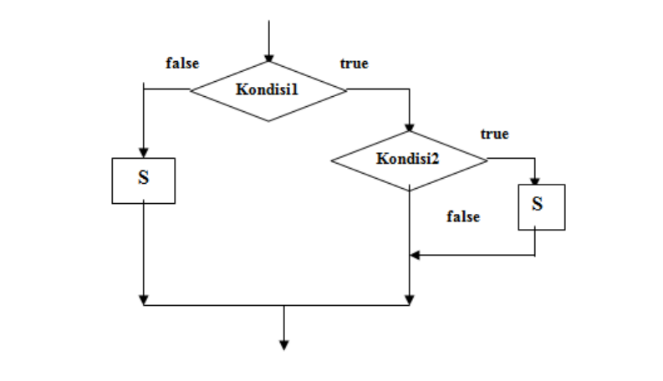 false
true
Kondisi1
true
Kondisi2
S
S
false